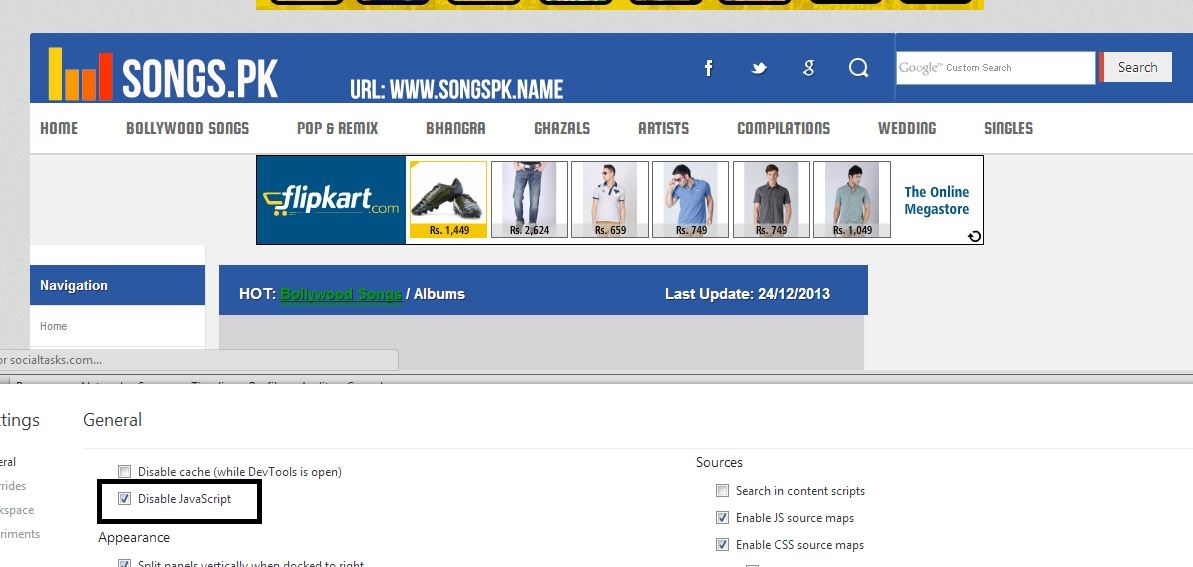 SONGS.PK
URL: WWW.SONGSPK.NAME
f
g
Google™ Custom Search
Search
HOME
BOLLYWOOD SONGS
POP & REMIX
BHANGRA
GHAZALS
ARTISTS
COMPILATIONS
WEDDING
SINGLES
flipkart.com
Rs. 1,449
Rs. 2,624
Rs. 659
Rs. 749
Rs. 749
Rs. 1,049
The Online
Megastore
Navigation
HOT: Bollywood Songs / Albums
Last Update: 24/12/2013
Home
or socialtasks.com...
ttings
General
eral
rides
kspace
riments
Disable cache (while DevTools is open)
Disable JavaScript
Appearance
Split panels vertically when docked to right
Sources
Search in content scripts
Enable JS source maps
Enable CSS source maps